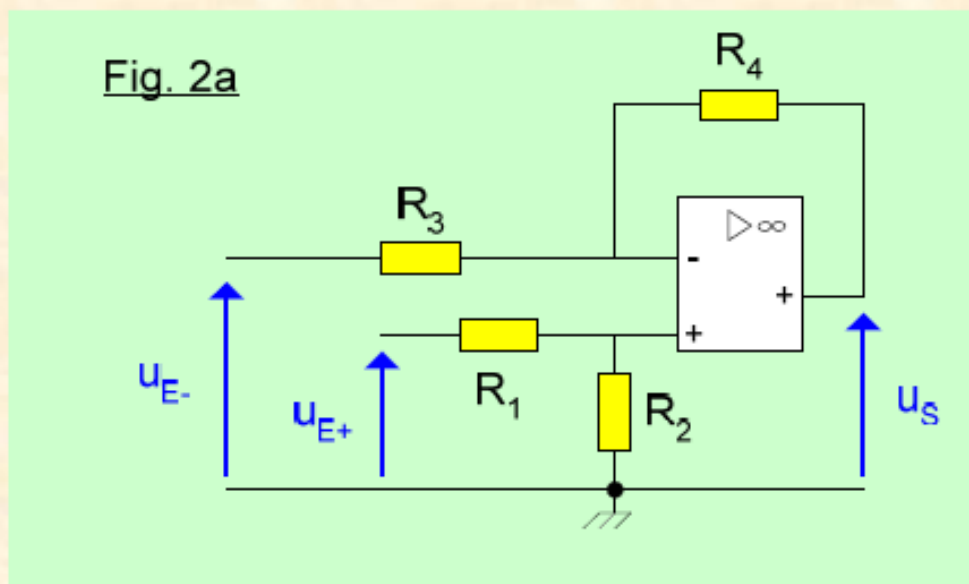 Fig. 2a
R4
R3
▷∞
-
+
+
uE-
uE+
R1
R2
uS